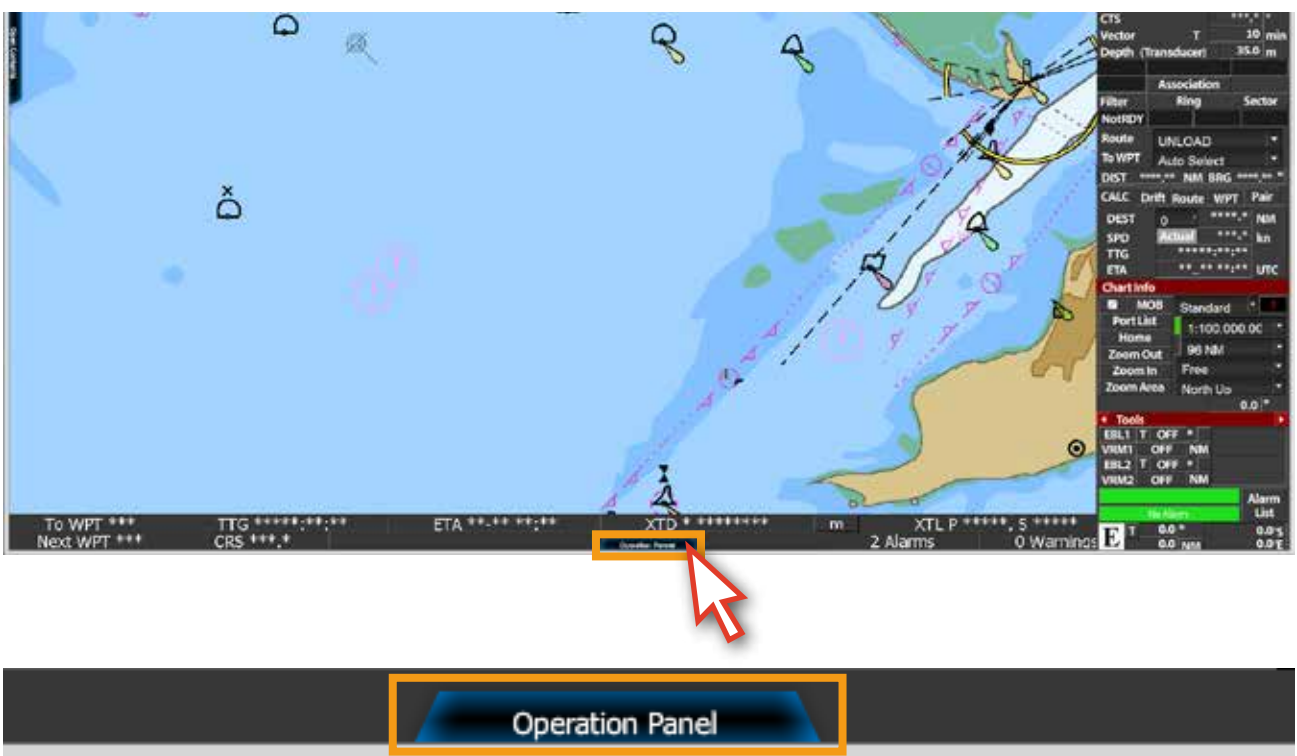 CTS ***.* °
Vector T 10 min
Depth (Transducer) 35.0 m
Association
Filter Ring Sector
NotRDY
Route UNLOAD
To WPT Auto Select
DIST ****.** NM BRG ****.** °
CALC Drift Route WPT Pair
DEST 0 ****.* NM
SPD Actual ***.* kn
TTG *****:**:**
ETA **_** **:** UTC
Chart Info
MOB Standard
Port List 1:100.000.00
Home
Zoom Out 96 NM
Zoom In Free
Zoom Area North Up
0.0 °
Tools
EBL1 T OFF °
VRM1 OFF NM
EBL2 T OFF °
VRM2 OFF NM
Alarm
No Alarm List
To WPT *** TTG *****:**:** ETA **-** **:** XTD * ******** m XTL P *****, S *****
Next WPT *** CRS ***.* Operation Panel 2 Alarms 0 Warnings
E T 0.0 ° 0.0°S
0.0 NM 0.0°E
Operation Panel